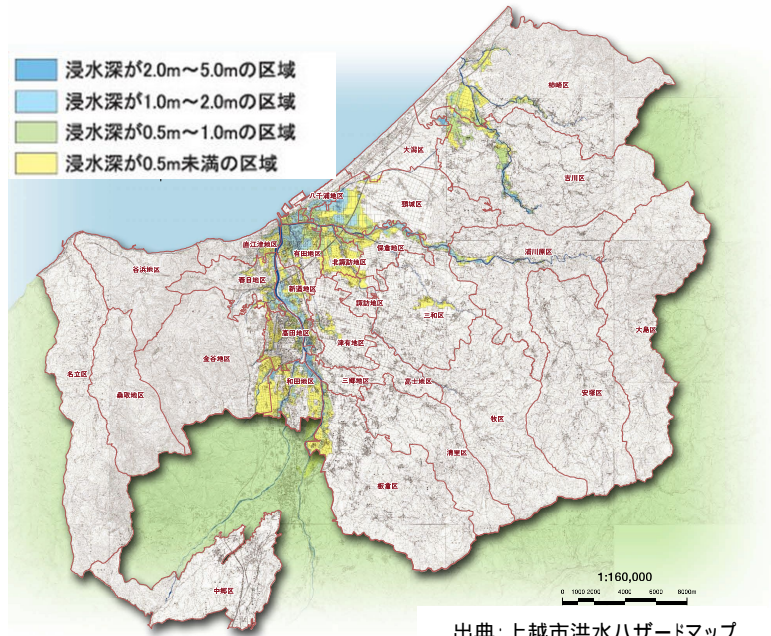 浸水深が2.0m～5.0mの区域
浸水深が1.0m～2.0mの区域
浸水深が0.5m～1.0mの区域
浸水深が0.5m未満の区域
柿崎区
大潟区
吉川区
八千浦地区
頸城区
直江津地区
有田地区
保倉地区
浦川原区
北諏訪地区
谷浜地区
春日地区
新道地区
諏訪地区
三和区
大島区
高田地区
津有地区
金谷地区
名立区
桑取地区
和田地区
三郷地区
富士地区
安塚区
牧区
清里区
板倉区
中郷区
1:160,000
0 1000 2000 4000 6000 8000m
出典：上越市洪水ハザードマップ